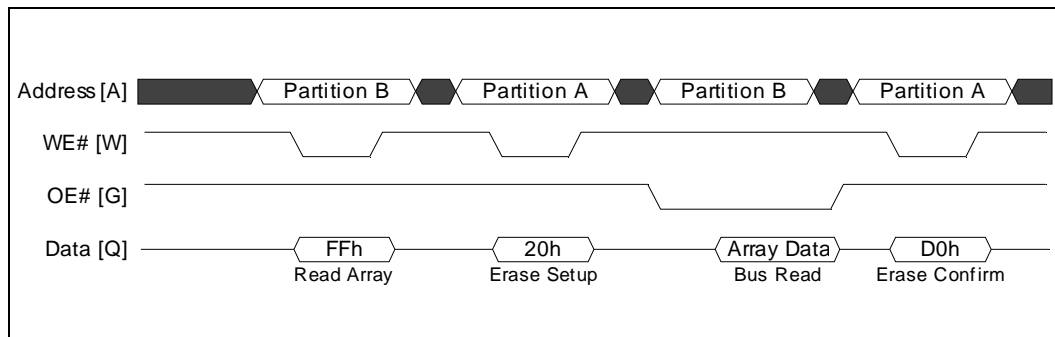 Address [A] Partition B Partition A Partition B Partition A
WE# [W]
OE# [G]
Data [Q] FFh 20h Array Data D0h
Read Array Erase Setup Bus Read Erase Confirm